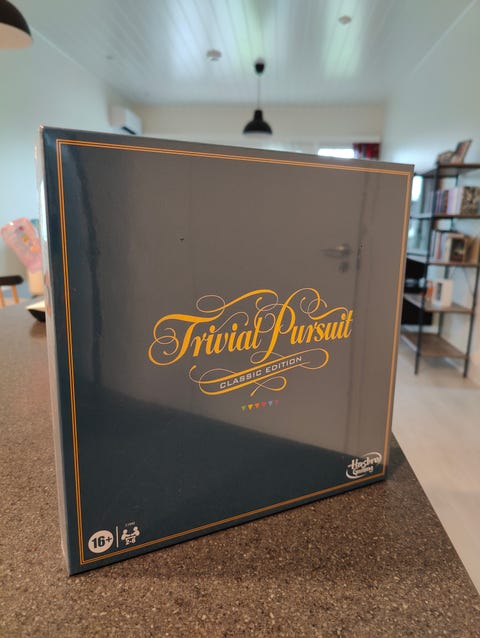 Trivial Pursuit
CLASSIC EDITION
Hasbro
Gaming
16+